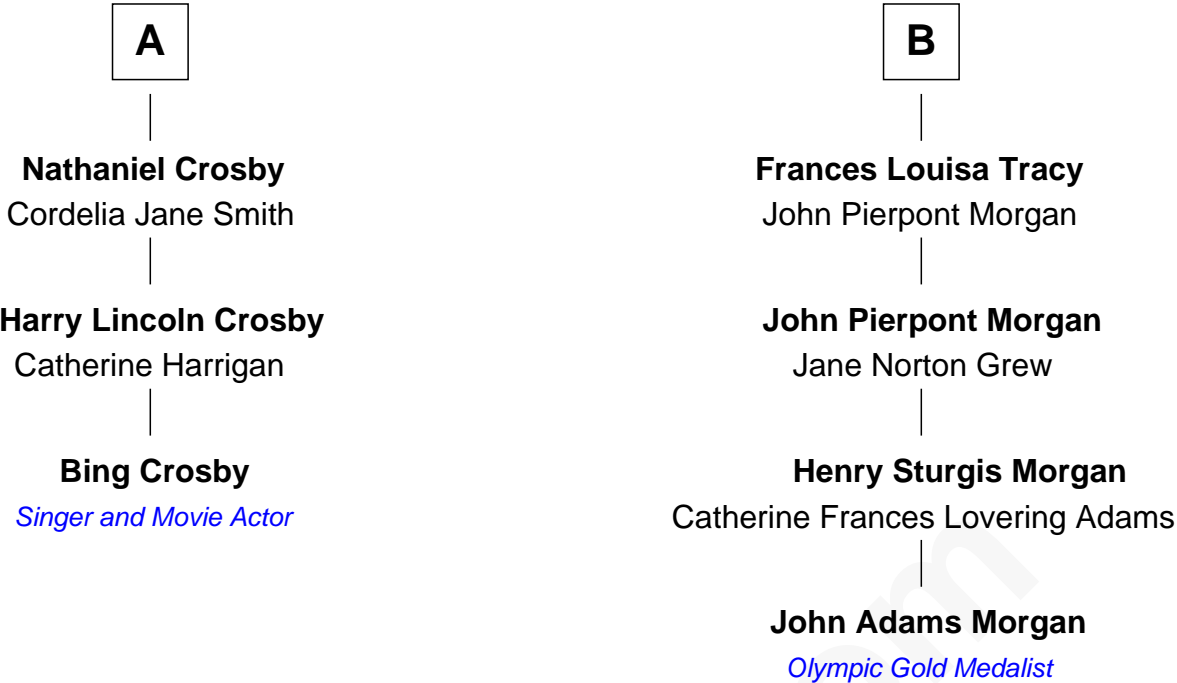 A
Nathaniel Crosby
Cordelia Jane Smith
Harry Lincoln Crosby
Catherine Harrigan
Bing Crosby
Singer and Movie Actor
B
Frances Louisa Tracy
John Pierpont Morgan
John Pierpont Morgan
Jane Norton Grew
Henry Sturgis Morgan
Catherine Frances Lovering Adams
John Adams Morgan
Olympic Gold Medalist